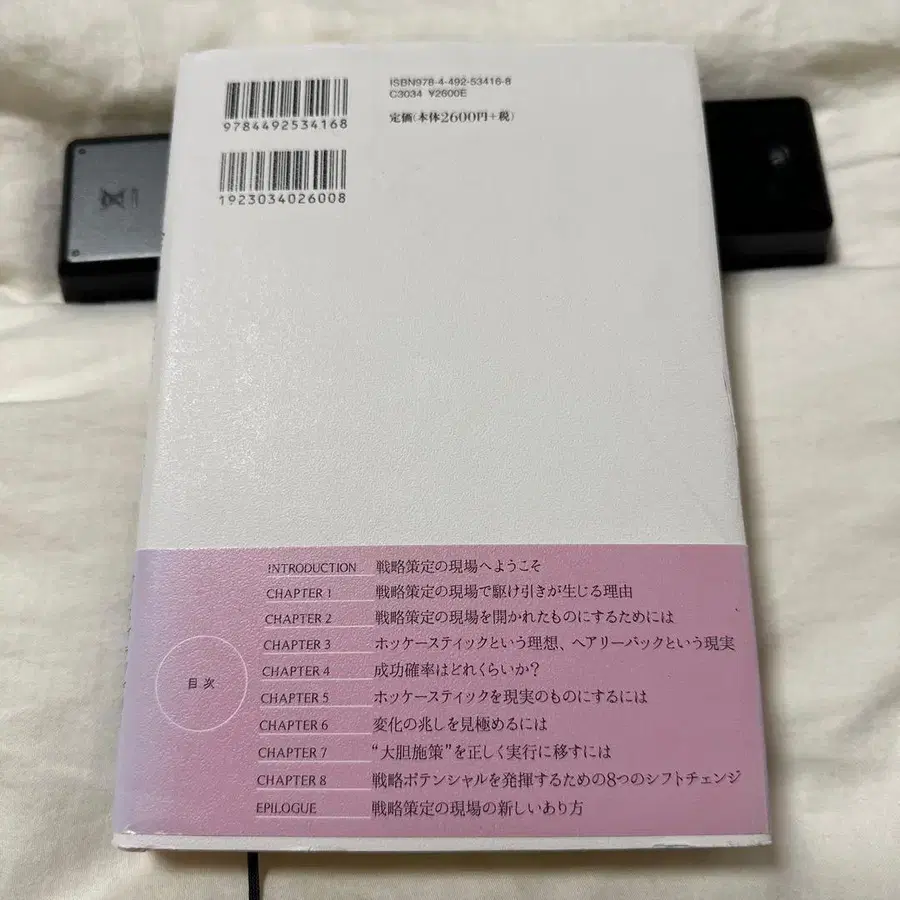 ISBN978-4-492-53416-8
C3034 ¥2600E
定価(本体2600円+税)
9784492534168
1923034026008
目次
INTRODUCTION 戦略策定の現場へようこそ
CHAPTER 1 戦略策定の現場で駆け引きが生じる理由
CHAPTER 2 戦略策定の現場を開かれたものにするためには
CHAPTER 3 ホッケースティックという理想、ヘアリーバックという現実
CHAPTER 4 成功確率はどれくらいか?
CHAPTER 5 ホッケースティックを現実のものにするには
CHAPTER 6 変化の兆しを見極めるには
CHAPTER 7 “大胆施策”を正しく実行に移すには
CHAPTER 8 戦略ポテンシャルを発揮するための8つのシフトチェンジ
EPILOGUE 戦略策定の現場の新しいあり方